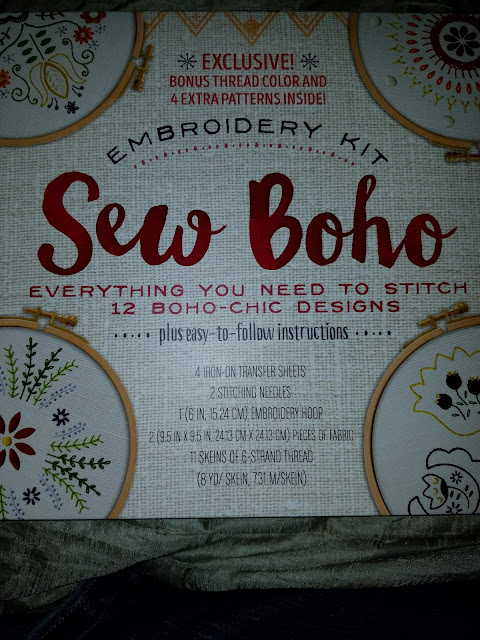 EXCLUSIVE!
BONUS THREAD COLOR AND
4 EXTRA PATTERNS INSIDE!
EMBROIDERY KIT
Sew Boho
EVERYTHING YOU NEED TO STITCH
12 BOHO-CHIC DESIGNS
plus easy-to-follow instructions
4 IRON-ON TRANSFER SHEETS
2 STITCHING NEEDLES
1 (6 IN, 15.24 CM) EMBROIDERY HOOP
2 (9.5 IN X 9.5 IN, 24.13 CM X 24.13 CM) PIECES OF FABRIC
11 SKEINS OF 6-STRAND THREAD
(8 YD/ SKEIN, 7.31 M/SKEIN)